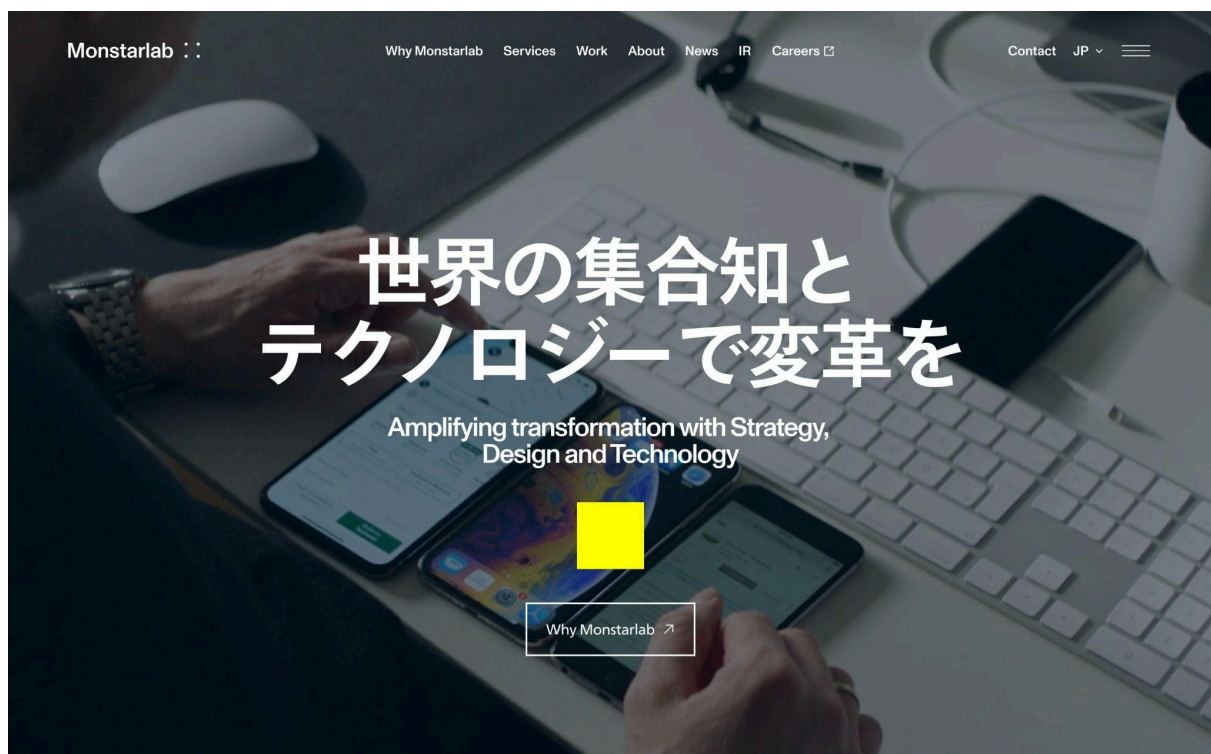 Monstarlab
Why Monstarlab Services Work About News IR Careers
Contact JP
世界の集合知と
テクノロジーで変革を
Amplifying transformation with Strategy,
Design and Technology
Why Monstarlab